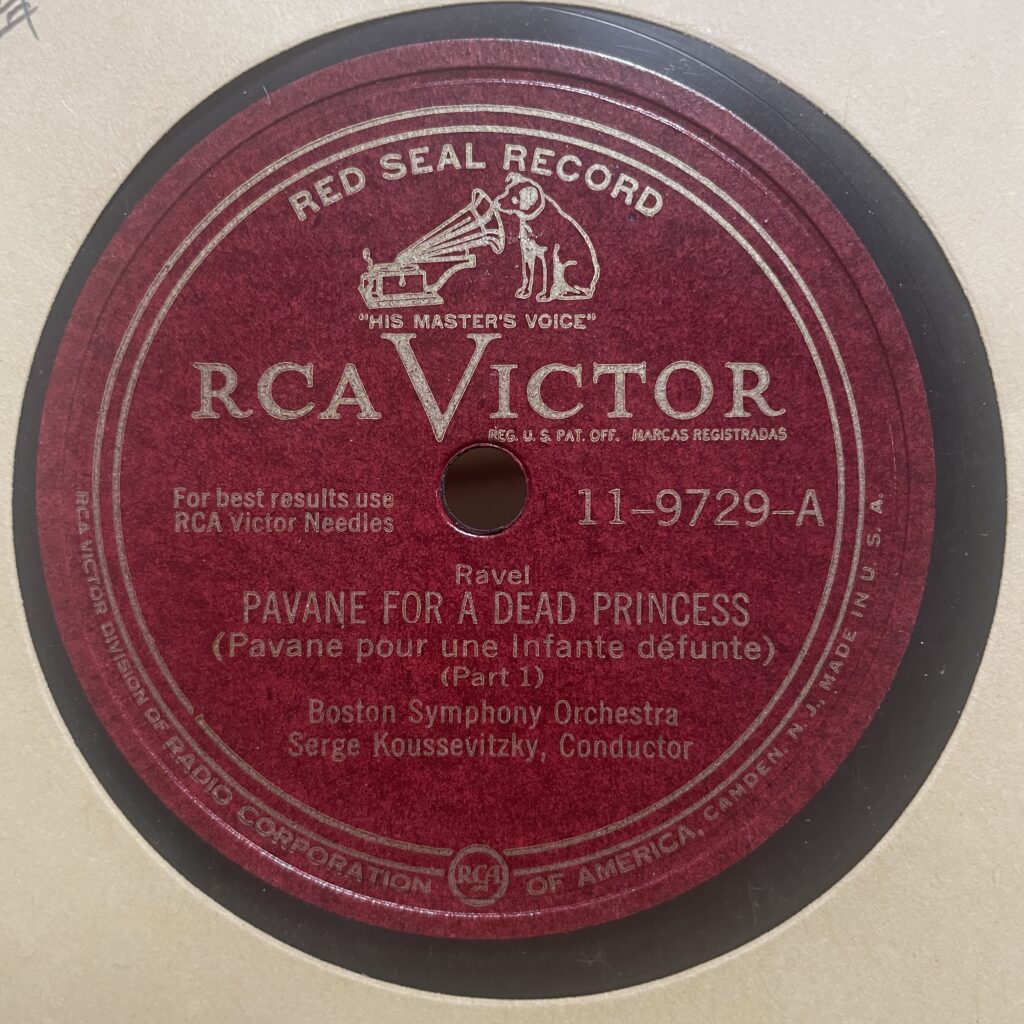 RED SEAL RECORD
"HIS MASTER'S VOICE"
RCA VICTOR
REG. U. S. PAT. OFF. MARCAS REGISTRADAS
For best results use
RCA Victor Needles
11-9729-A
Ravel
PAVANE FOR A DEAD PRINCESS
(Pavane pour une Infante défunte)
(Part 1)
Boston Symphony Orchestra
Serge Koussevitzky, Conductor
RCA VICTOR DIVISION OF RADIO CORPORATION OF AMERICA, CAMDEN, N. J., MADE IN U. S. A.
RCA